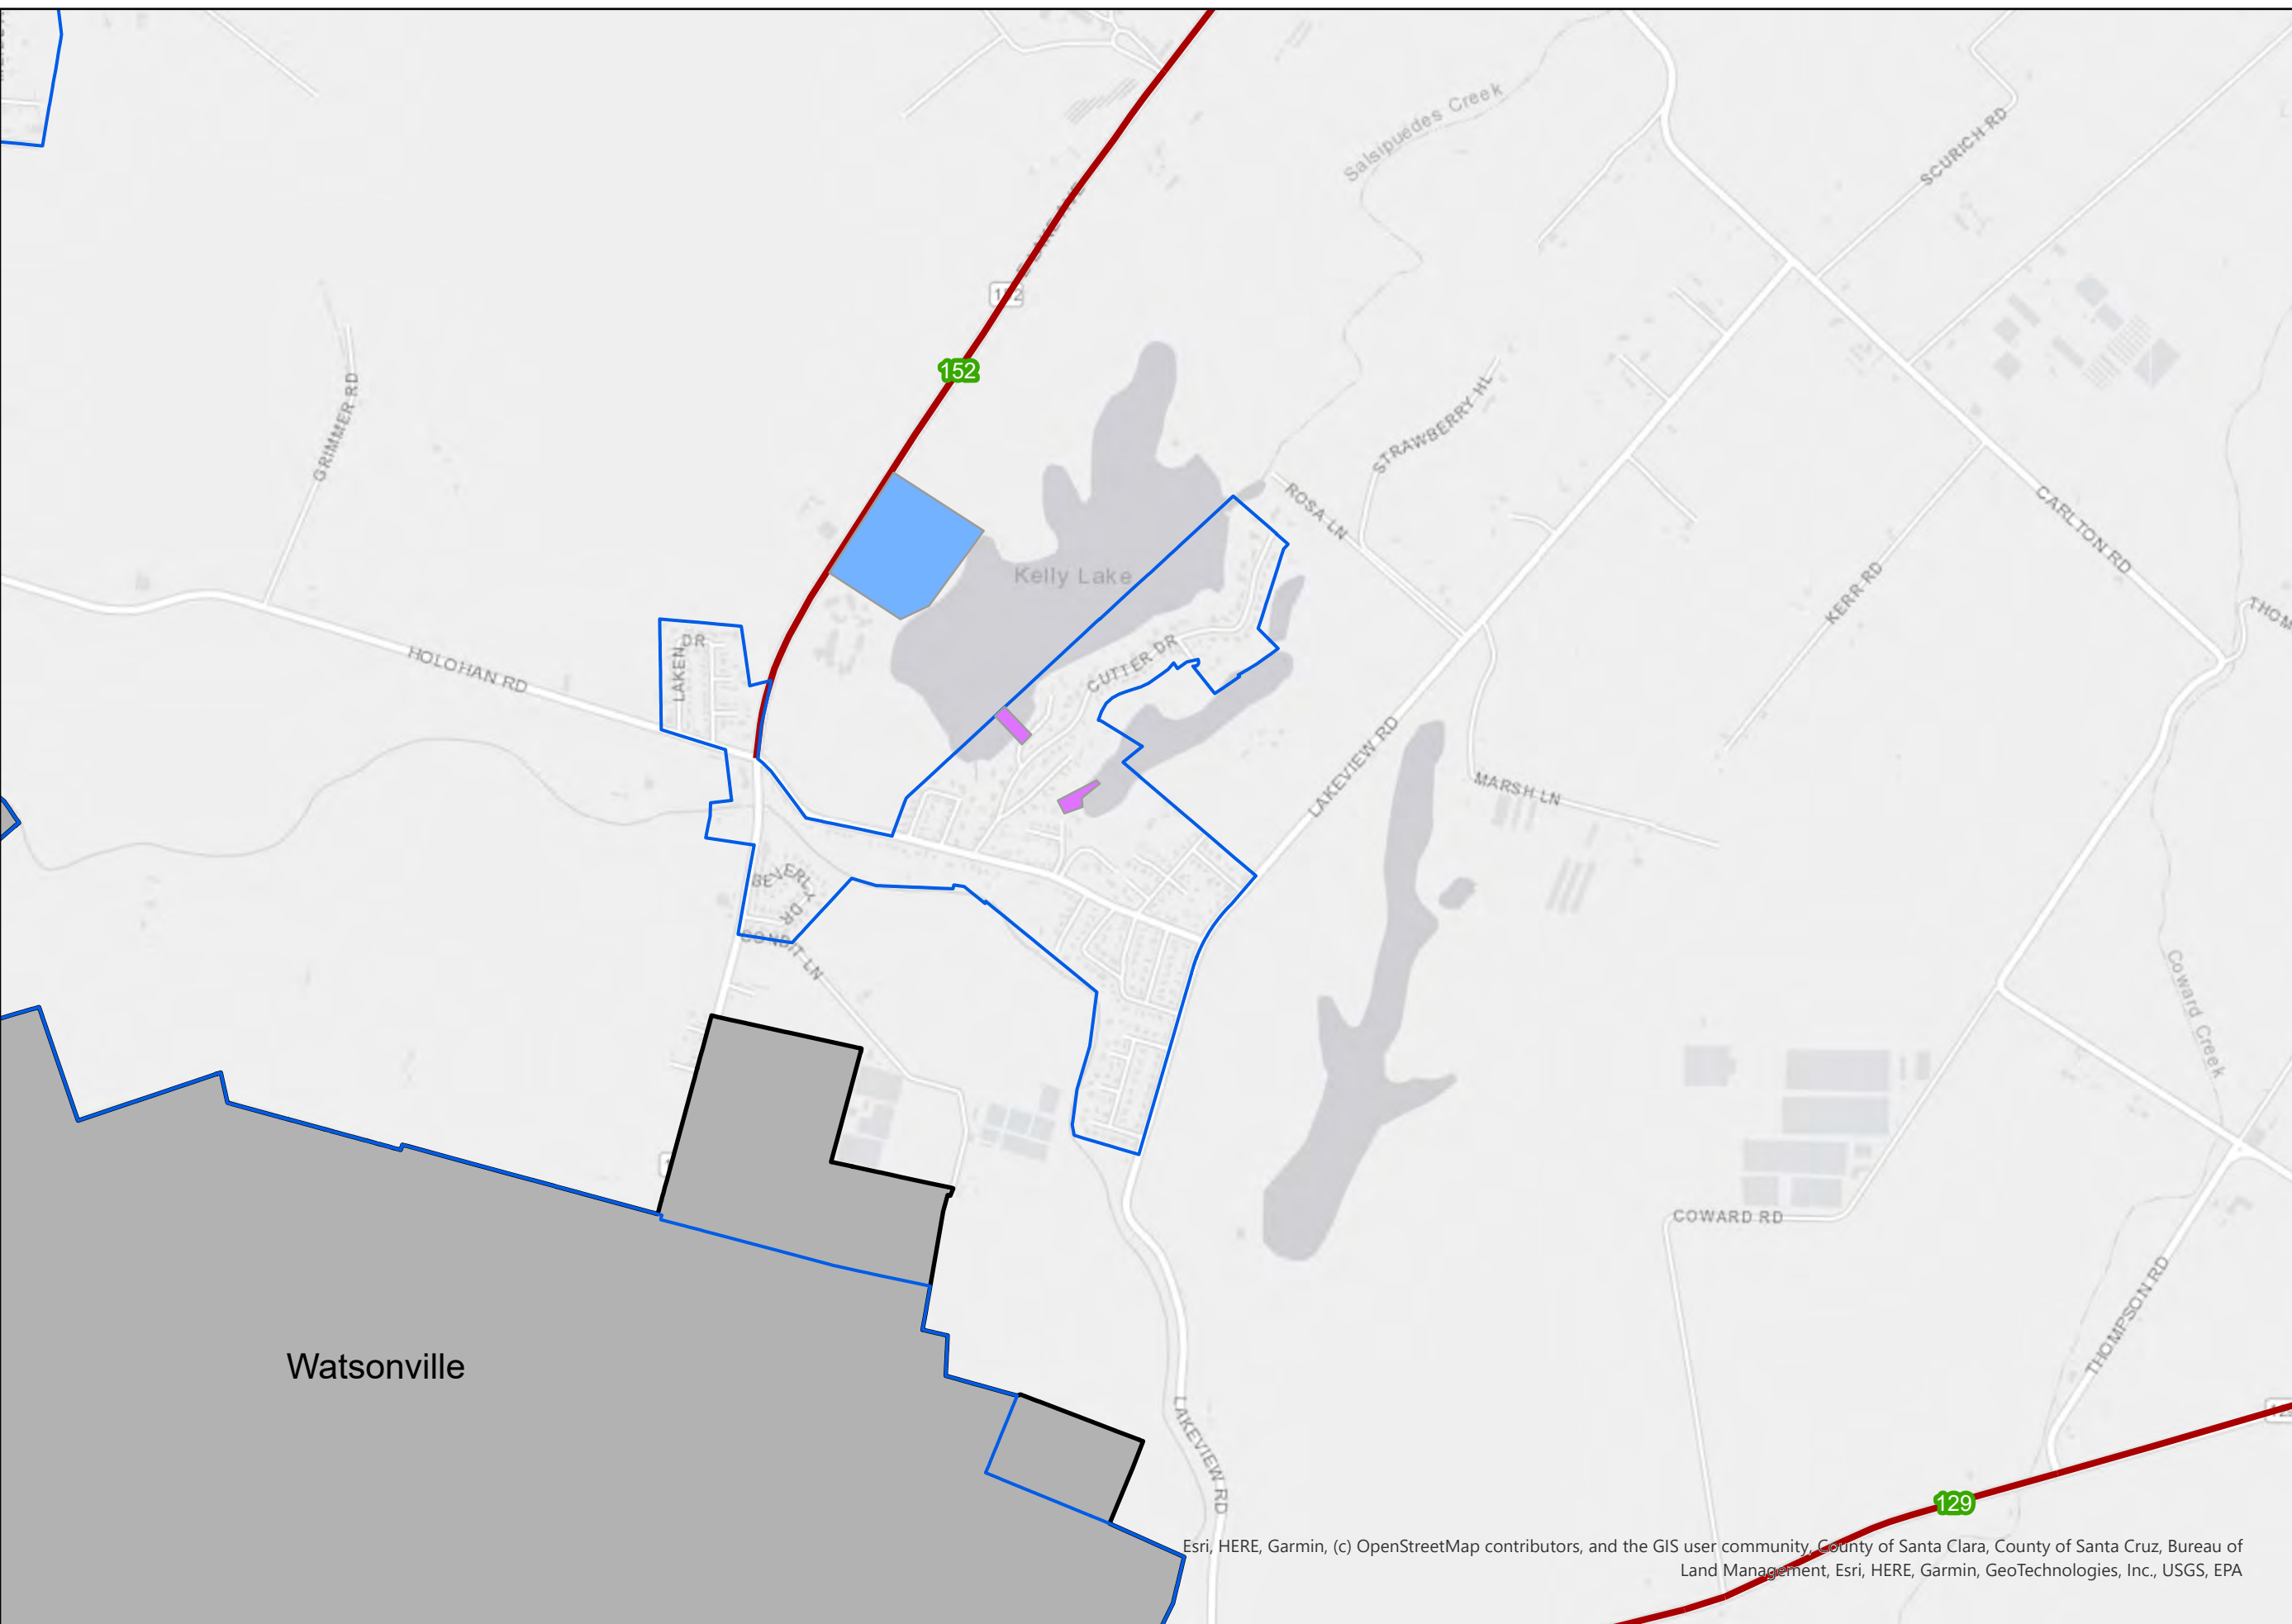 Salsipuedes Creek
SCURICH RD
152
152
GRIMMER RD
STRAWBERRY HL
ROSA LN
CARLTON RD
Kelly Lake
KERR RD
THOM
LAKEN
DR
HOLOHAN RD
CUTTER DR
LAKEVIEW RD
MARSH LN
BEVERLY DR
CONDIT LN
Coward Creek
COWARD RD
THOMPSON RD
Watsonville
LAKEVIEW RD
129
Esri, HERE, Garmin, (c) OpenStreetMap contributors, and the GIS user community, County of Santa Clara, County of Santa Cruz, Bureau of
Land Management, Esri, HERE, Garmin, GeoTechnologies, Inc., USGS, EPA